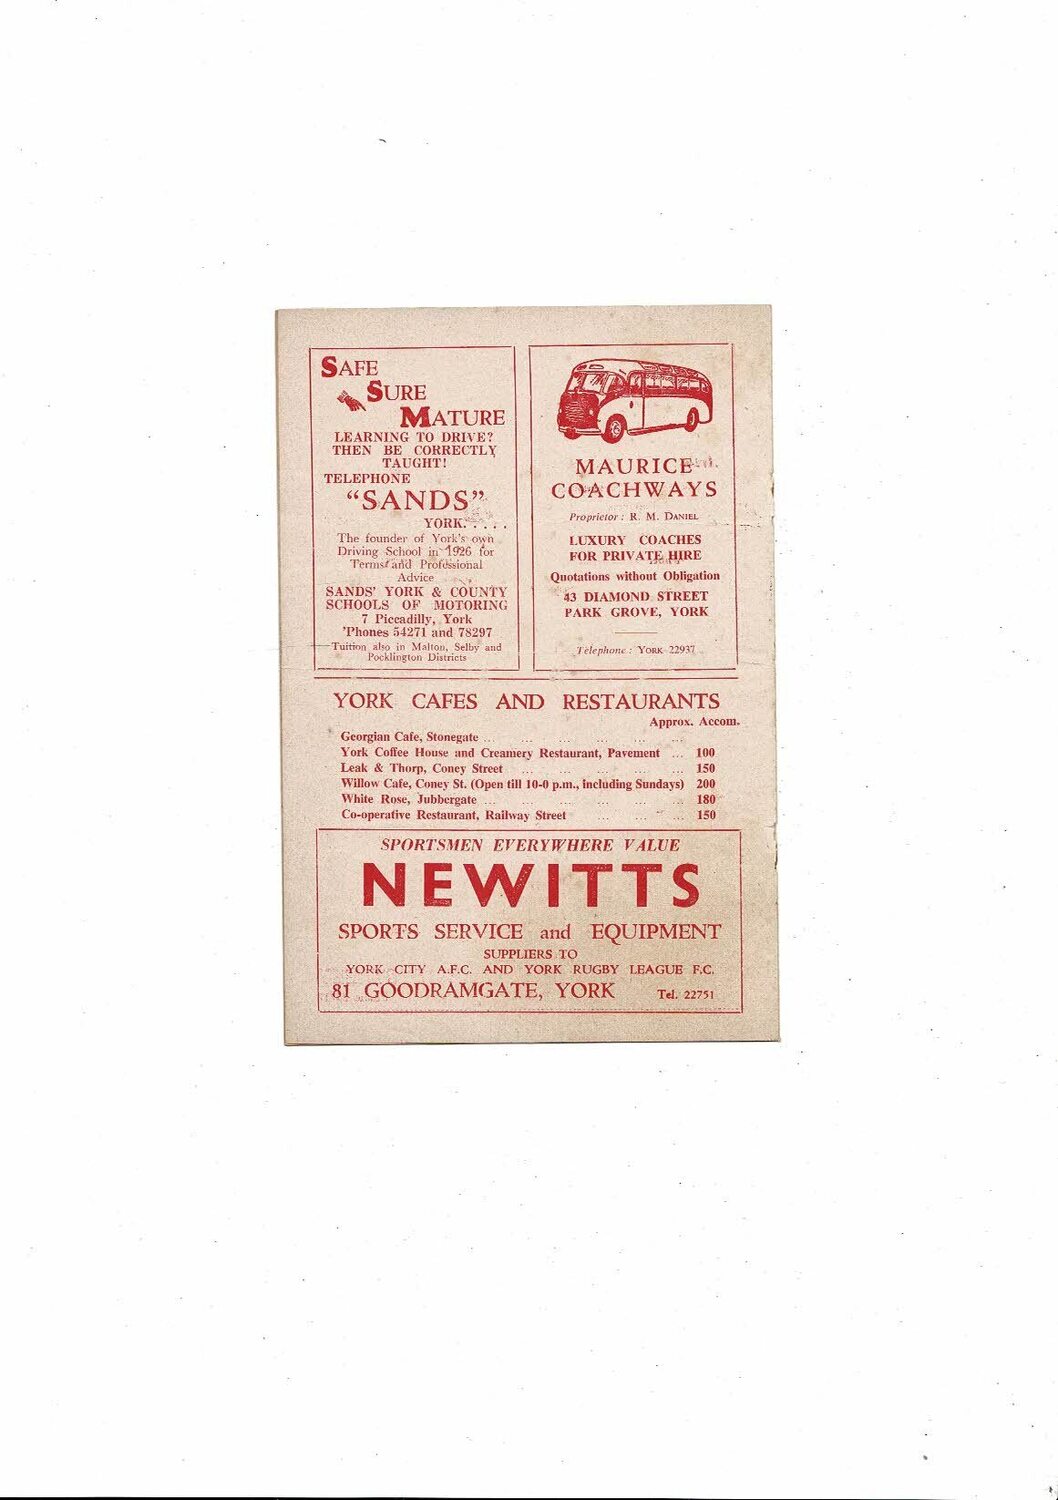 SAFE
SURE
MATURE
LEARNING TO DRIVE?
THEN BE CORRECTLY
TAUGHT!
TELEPHONE
"SANDS"
YORK. . . . .
The founder of York's own
Driving School in 1926 for
Terms and Professional
Advice
SANDS' YORK & COUNTY
SCHOOLS OF MOTORING
7 Piccadilly, York
'Phones 54271 and 78297
Tuition also in Malton, Selby and
Pocklington Districts
MAURICE
COACHWAYS
Proprietor : R. M. DANIEL
LUXURY COACHES
FOR PRIVATE HIRE
Quotations without Obligation
43 DIAMOND STREET
PARK GROVE, YORK
Telephone : YORK 22937
YORK CAFES AND RESTAURANTS
Approx. Accom.
Georgian Cafe, Stonegate ... ... ... ... ...
York Coffee House and Creamery Restaurant, Pavement ... 100
Leak & Thorp, Coney Street ... ... ... ... ... 150
Willow Cafe, Coney St. (Open till 10-0 p.m., including Sundays) 200
White Rose, Jubbergate ... ... ... ... ... ... 180
Co-operative Restaurant, Railway Street ... ... ... 150
SPORTSMEN EVERYWHERE VALUE
NEWITTS
SPORTS SERVICE and EQUIPMENT
SUPPLIERS TO
YORK CITY A.F.C. AND YORK RUGBY LEAGUE F.C.
81 GOODRAMGATE, YORK Tel. 22751